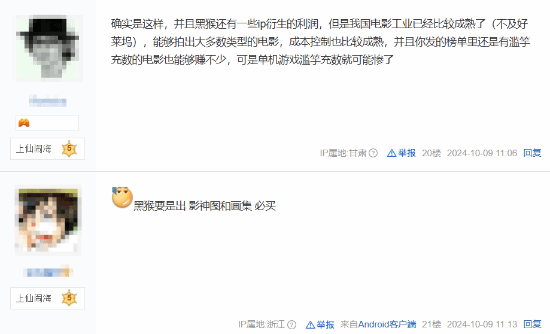 确实是这样，并且黑猴还有一些ip衍生的利润，但是我国电影工业已经比较成熟了（不及好
莱坞），能够拍出大多数类型的电影，成本控制也比较成熟，并且你发的榜单里还是有滥竽
充数的电影也能够赚不少，可是单机游戏滥竽充数就可能惨了
上仙闹海 5
IP属地:甘肃 ? 举报 20楼 2024-10-09 11:06 回复
黑猴要是出 影神图和画集 必买
上仙闹海 5
IP属地:浙江 ? 举报 来自Android客户端 21楼 2024-10-09 11:13 回复